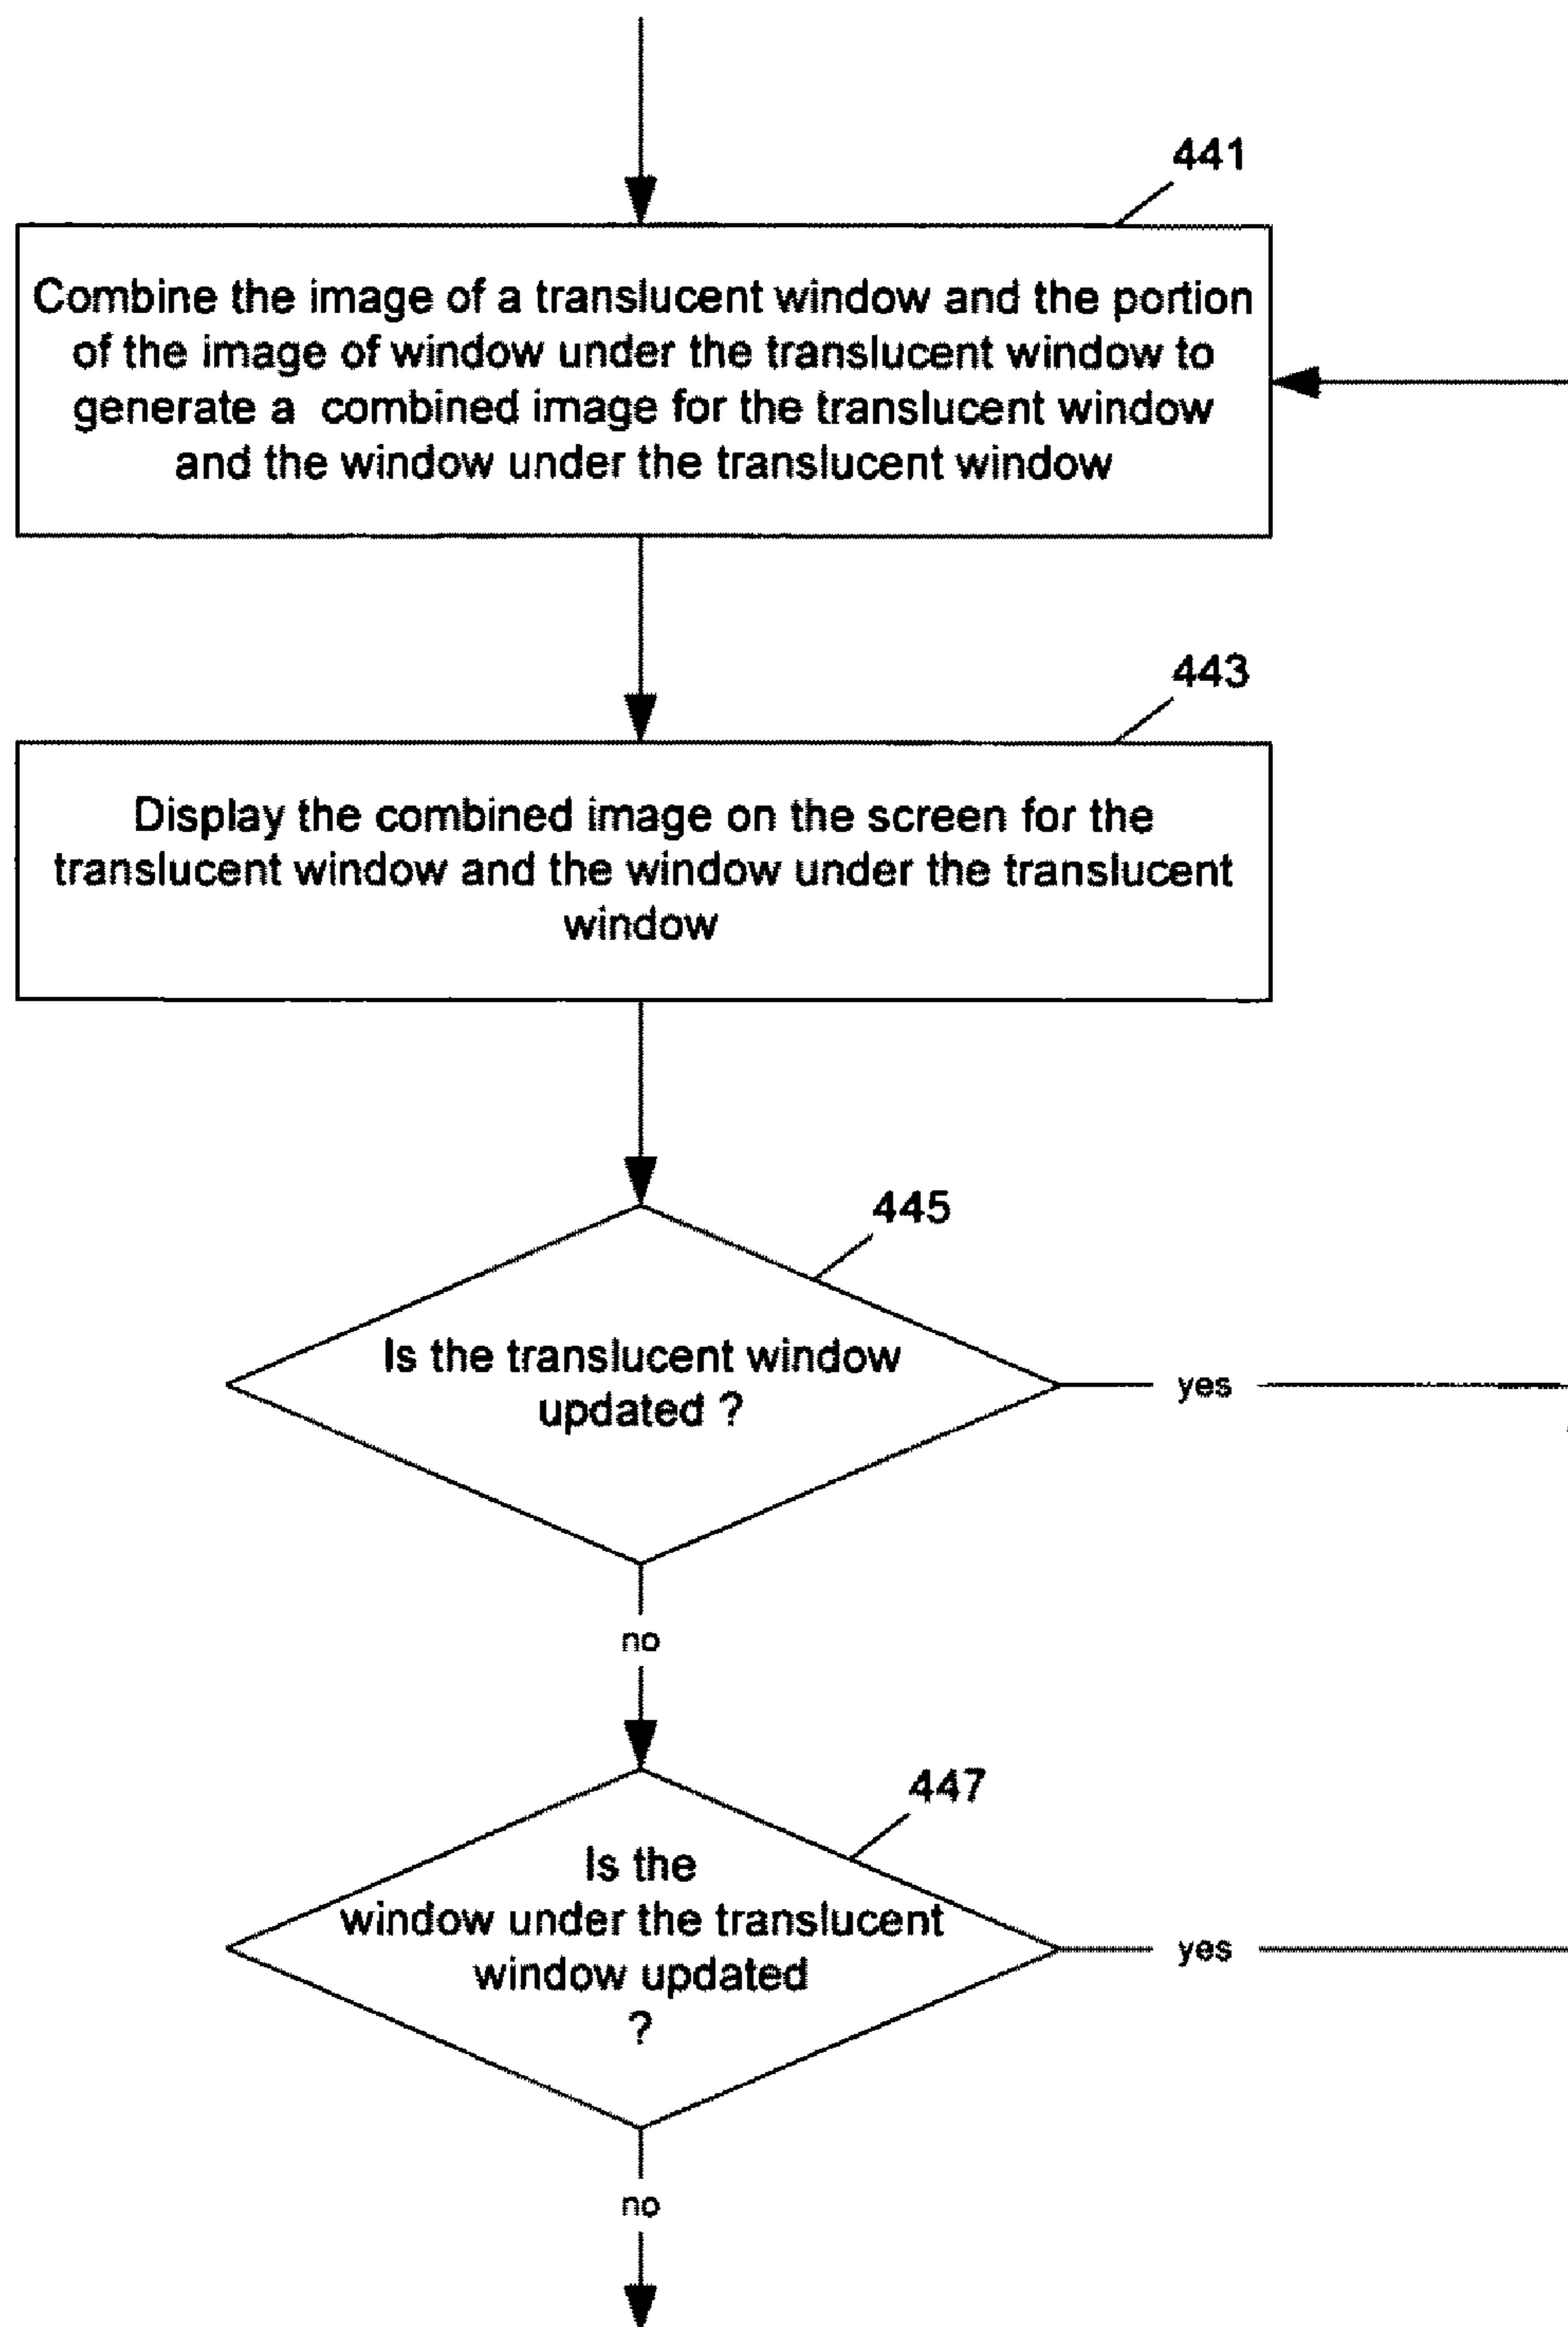 441
Combine the image of a translucent window and the portion
of the image of window under the translucent window to
generate a combined image for the translucent window
and the window under the translucent window
443
Display the combined image on the screen for the
translucent window and the window under the translucent
window
445
Is the translucent window
updated ?
yes
no
447
Is the
window under the translucent
window updated
?
yes
no